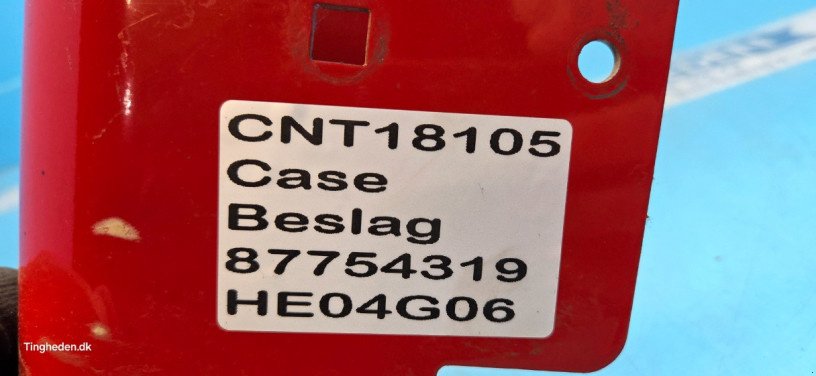 CNT18105
Case
Beslag
87754319
HE04G06
Tingheden.dk